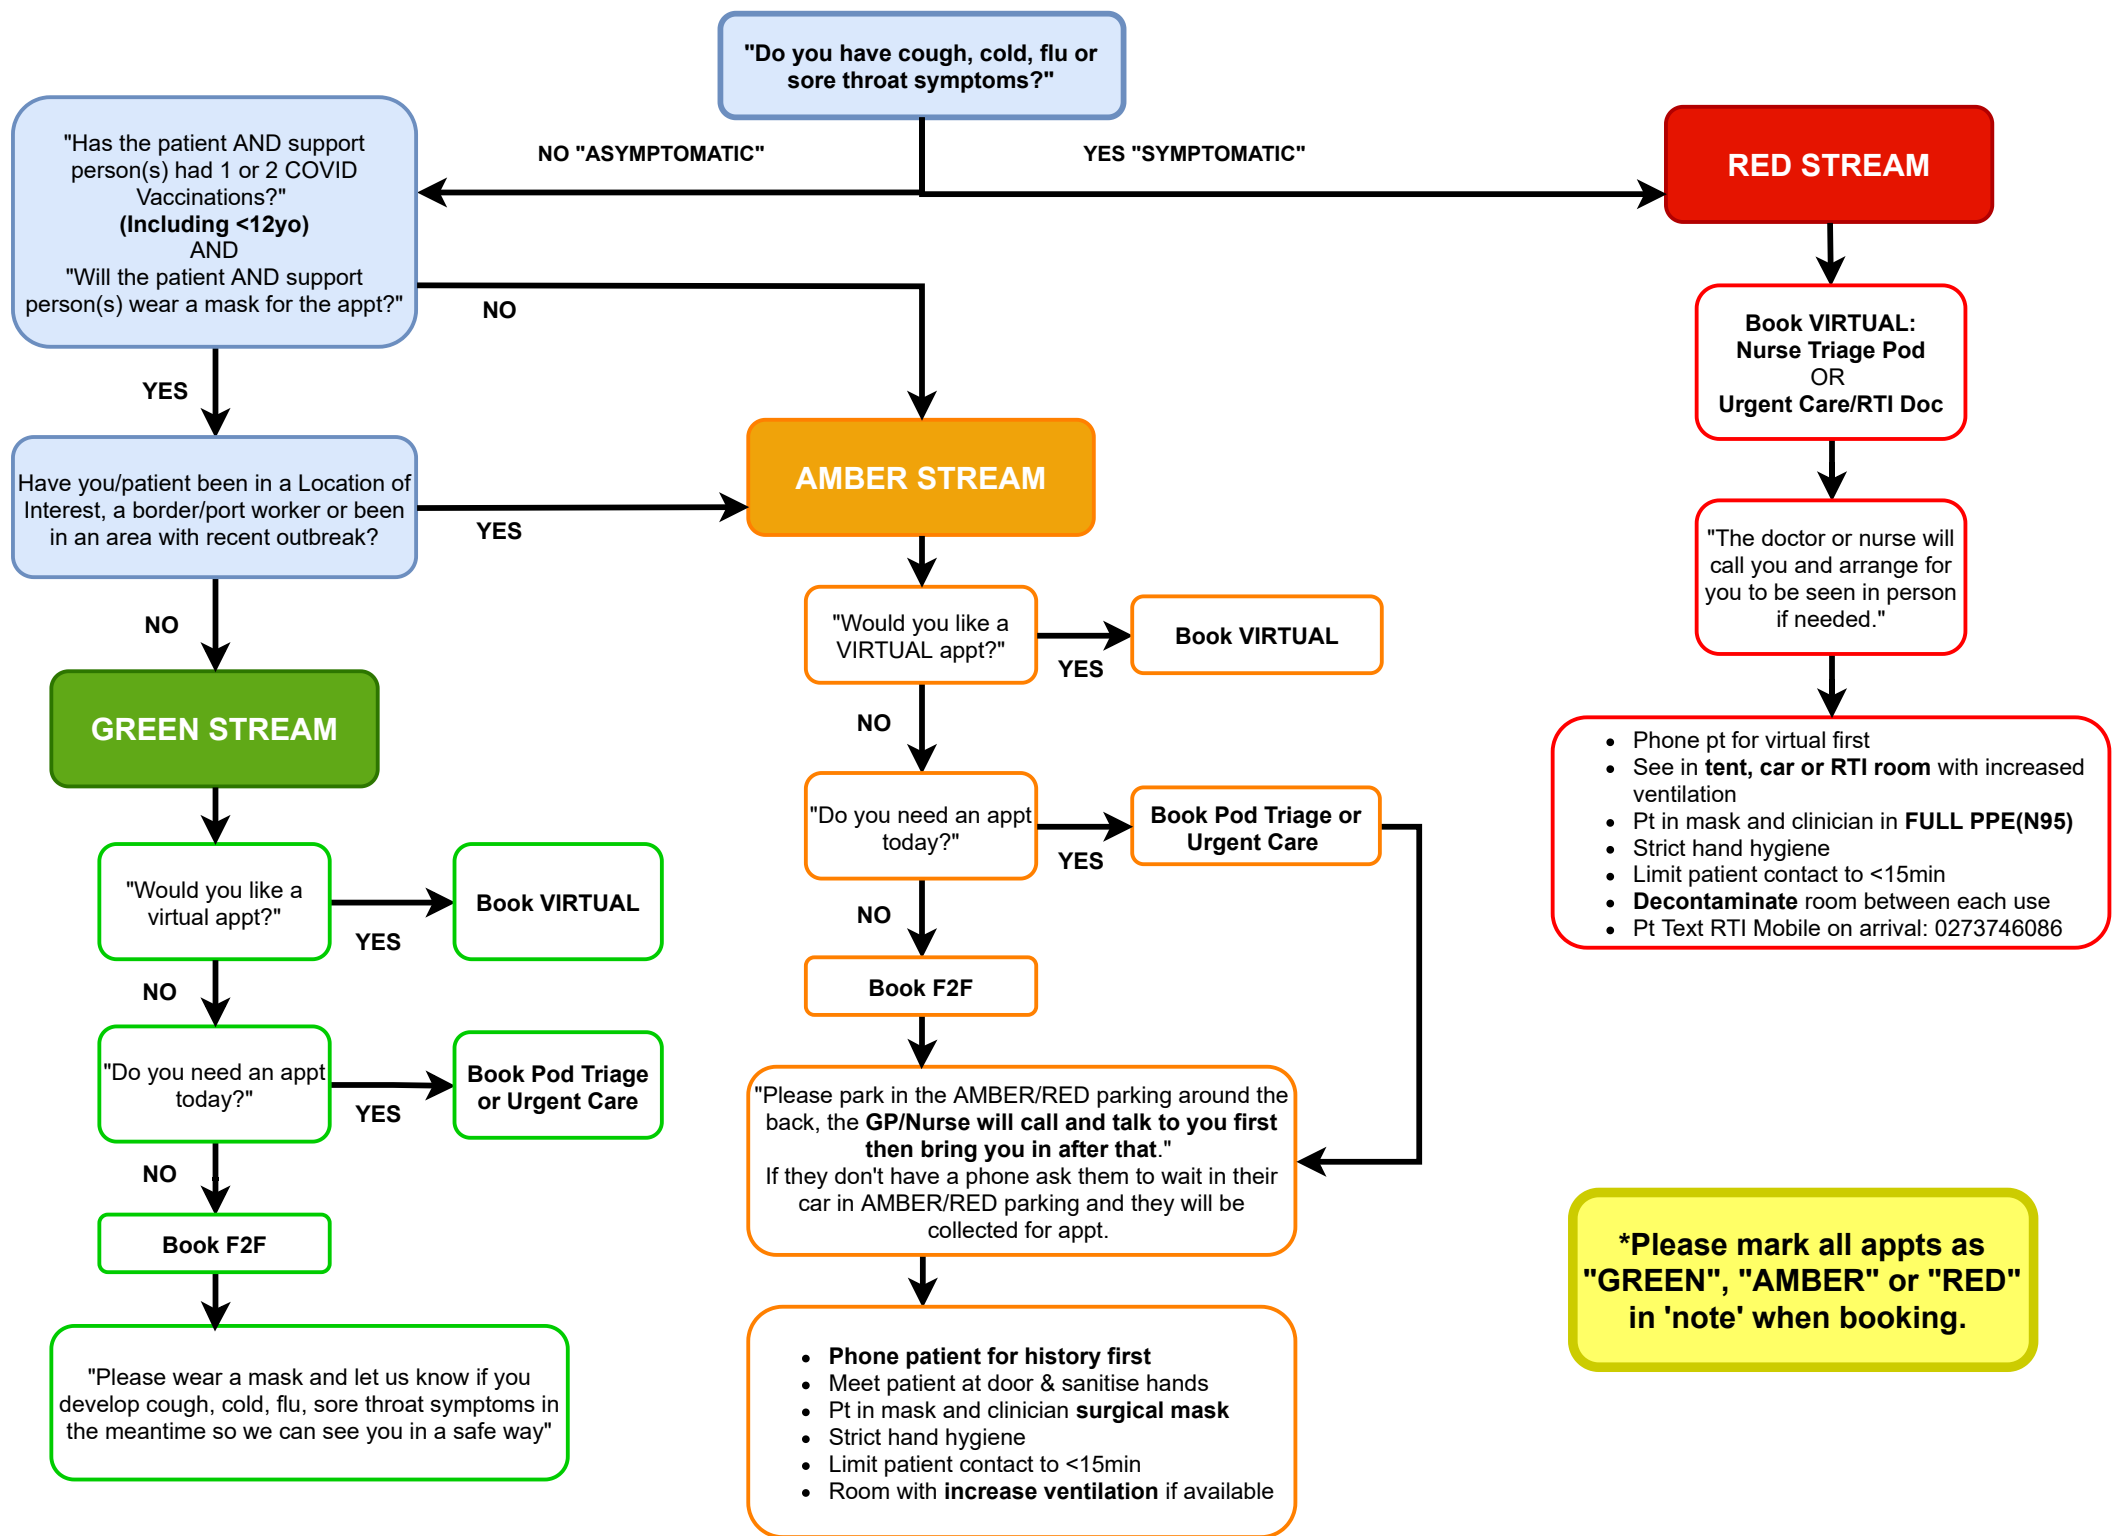 "Do you have cough, cold, flu or
sore throat symptoms?"
NO "ASYMPTOMATIC"
YES "SYMPTOMATIC"
"Has the patient AND support
person(s) had 1 or 2 COVID
Vaccinations?"
(Including <12yo)
AND
"Will the patient AND support
person(s) wear a mask for the appt?"
NO
YES
Have you/patient been in a Location of
Interest, a border/port worker or been
in an area with recent outbreak?
YES
NO
GREEN STREAM
"Would you like a
virtual appt?"
YES
Book VIRTUAL
NO
"Do you need an appt
today?"
YES
Book Pod Triage
or Urgent Care
NO
Book F2F
"Please wear a mask and let us know if you
develop cough, cold, flu, sore throat symptoms in
the meantime so we can see you in a safe way"
AMBER STREAM
"Would you like a
VIRTUAL appt?"
YES
Book VIRTUAL
NO
"Do you need an appt
today?"
YES
Book Pod Triage or
Urgent Care
NO
Book F2F
"Please park in the AMBER/RED parking around the
back, the GP/Nurse will call and talk to you first
then bring you in after that."
If they don't have a phone ask them to wait in their
car in AMBER/RED parking and they will be
collected for appt.
• Phone patient for history first
• Meet patient at door & sanitise hands
• Pt in mask and clinician surgical mask
• Strict hand hygiene
• Limit patient contact to <15min
• Room with increase ventilation if available
RED STREAM
Book VIRTUAL:
Nurse Triage Pod
OR
Urgent Care/RTI Doc
"The doctor or nurse will
call you and arrange for
you to be seen in person
if needed."
• Phone pt for virtual first
• See in tent, car or RTI room with increased
ventilation
• Pt in mask and clinician in FULL PPE(N95)
• Strict hand hygiene
• Limit patient contact to <15min
• Decontaminate room between each use
• Pt Text RTI Mobile on arrival: 0273746086
*Please mark all appts as
"GREEN", "AMBER" or "RED"
in 'note' when booking.